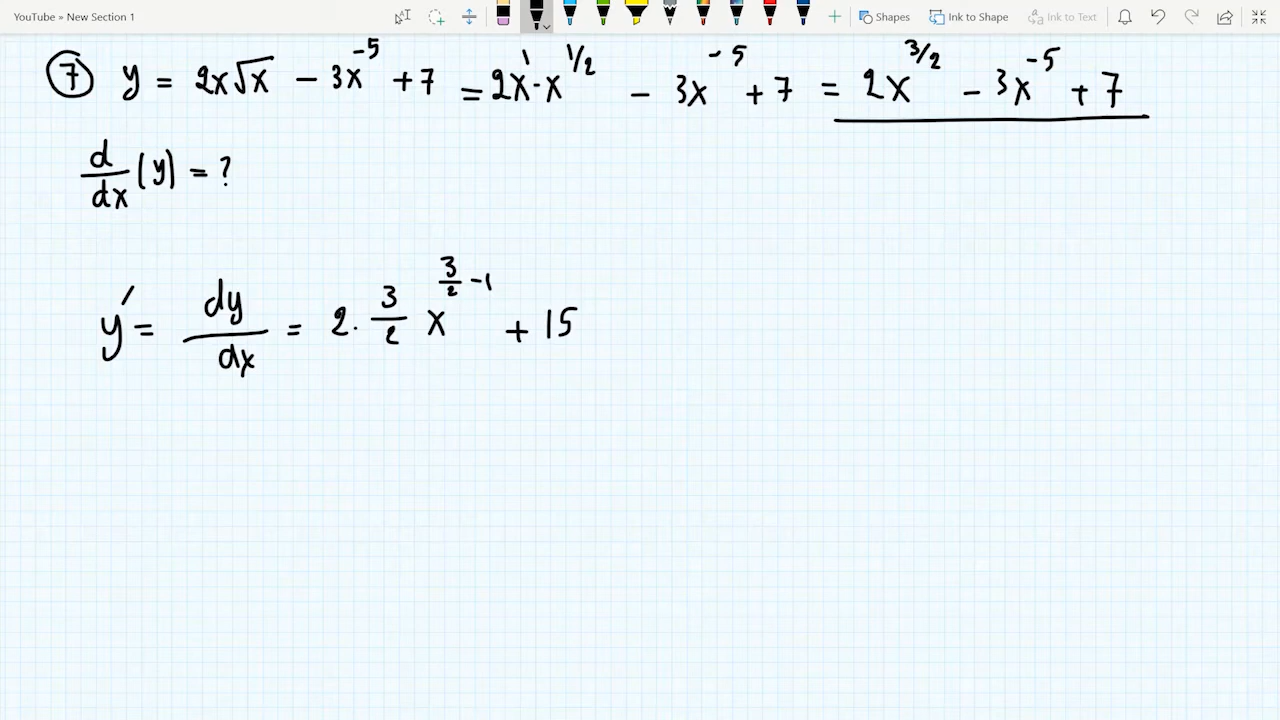 Youtube » New Section 1 Shapes Ink to Shape Ink to Text
⑦ y = 2x√x - 3x^-5 + 7 = 2x^1 · x^1/2 - 3x^-5 + 7 = 2x^3/2 - 3x^-5 + 7
d/dx (y) = ?
y' = dy/dx = 2 · 3/2 x^(3/2 - 1) + 15